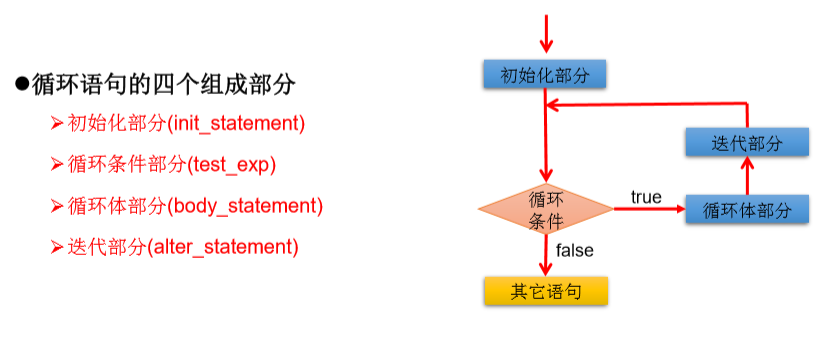 ●循环语句的四个组成部分
➢初始化部分(init_statement)
➢循环条件部分(test_exp)
➢循环体部分(body_statement)
➢迭代部分(alter_statement)
初始化部分
迭代部分
循环
条件
true
循环体部分
false
其它语句